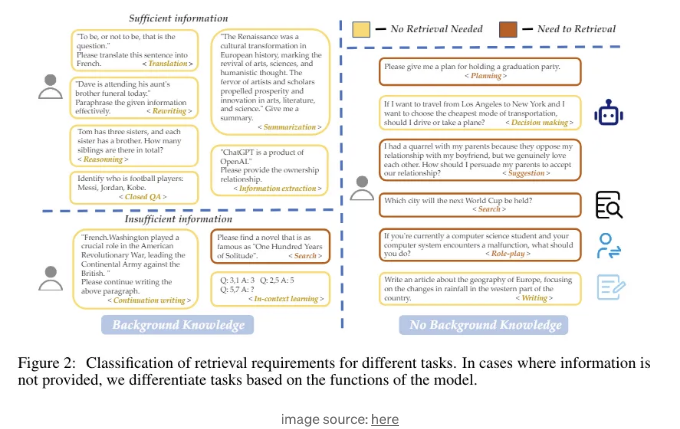 Sufficient information
"To be, or not to be, that is the
question."
Please translate this sentence into
French.
< Translation >
"Dave is attending his aunt's
brother funeral today."
Paraphrase the given information
effectively.
< Rewriting >
Tom has three sisters, and each
sister has a brother. How many
siblings are there in total?
< Reasoning >
Identify who is football players:
Messi, Jordan, Kobe.
< Closed QA >
"The Renaissance was a
cultural transformation in
European history, marking the
revival of arts, sciences, and
humanistic thought. The
fervor of artists and scholars
propelled prosperity and
innovation in arts, literature,
and science." Give me a
summary.
< Summarization >
"ChatGPT is a product of
OpenAI."
Please provide the ownership
relationship.
< Information extraction >
Insufficient information
"French.Washington played a
crucial role in the American
Revolutionary War, leading the
Continental Army against the
British. "
Please continue writing the
above paragraph.
< Continuation writing >
Please find a novel that is as
famous as "One Hundred Years
of Solitude".
< Search >
Q: 3,1 A: 3 Q: 2,5 A: 5
Q: 5,7 A: ?
< In-context learning >
Background Knowledge
— No Retrieval Needed
— Need to Retrieval
Please give me a plan for holding a graduation party.
< Planning >
If I want to travel from Los Angeles to New York and I
want to choose the cheapest mode of transportation,
should I drive or take a plane? < Decision making >
I had a quarrel with my parents because they oppose my
relationship with my boyfriend, but we genuinely love
each other. How should I persuade my parents to accept
our relationship? < Suggestion >
Which city will the next World Cup be held?
< Search >
If you're currently a computer science student and your
computer system encounters a malfunction, what should
you do? < Role-play >
Write an article about the geography of Europe, focusing
on the changes in rainfall in the western part of the
country. < Writing >
No Background Knowledge
Figure 2: Classification of retrieval requirements for different tasks. In cases where information is
not provided, we differentiate tasks based on the functions of the model.
image source: here